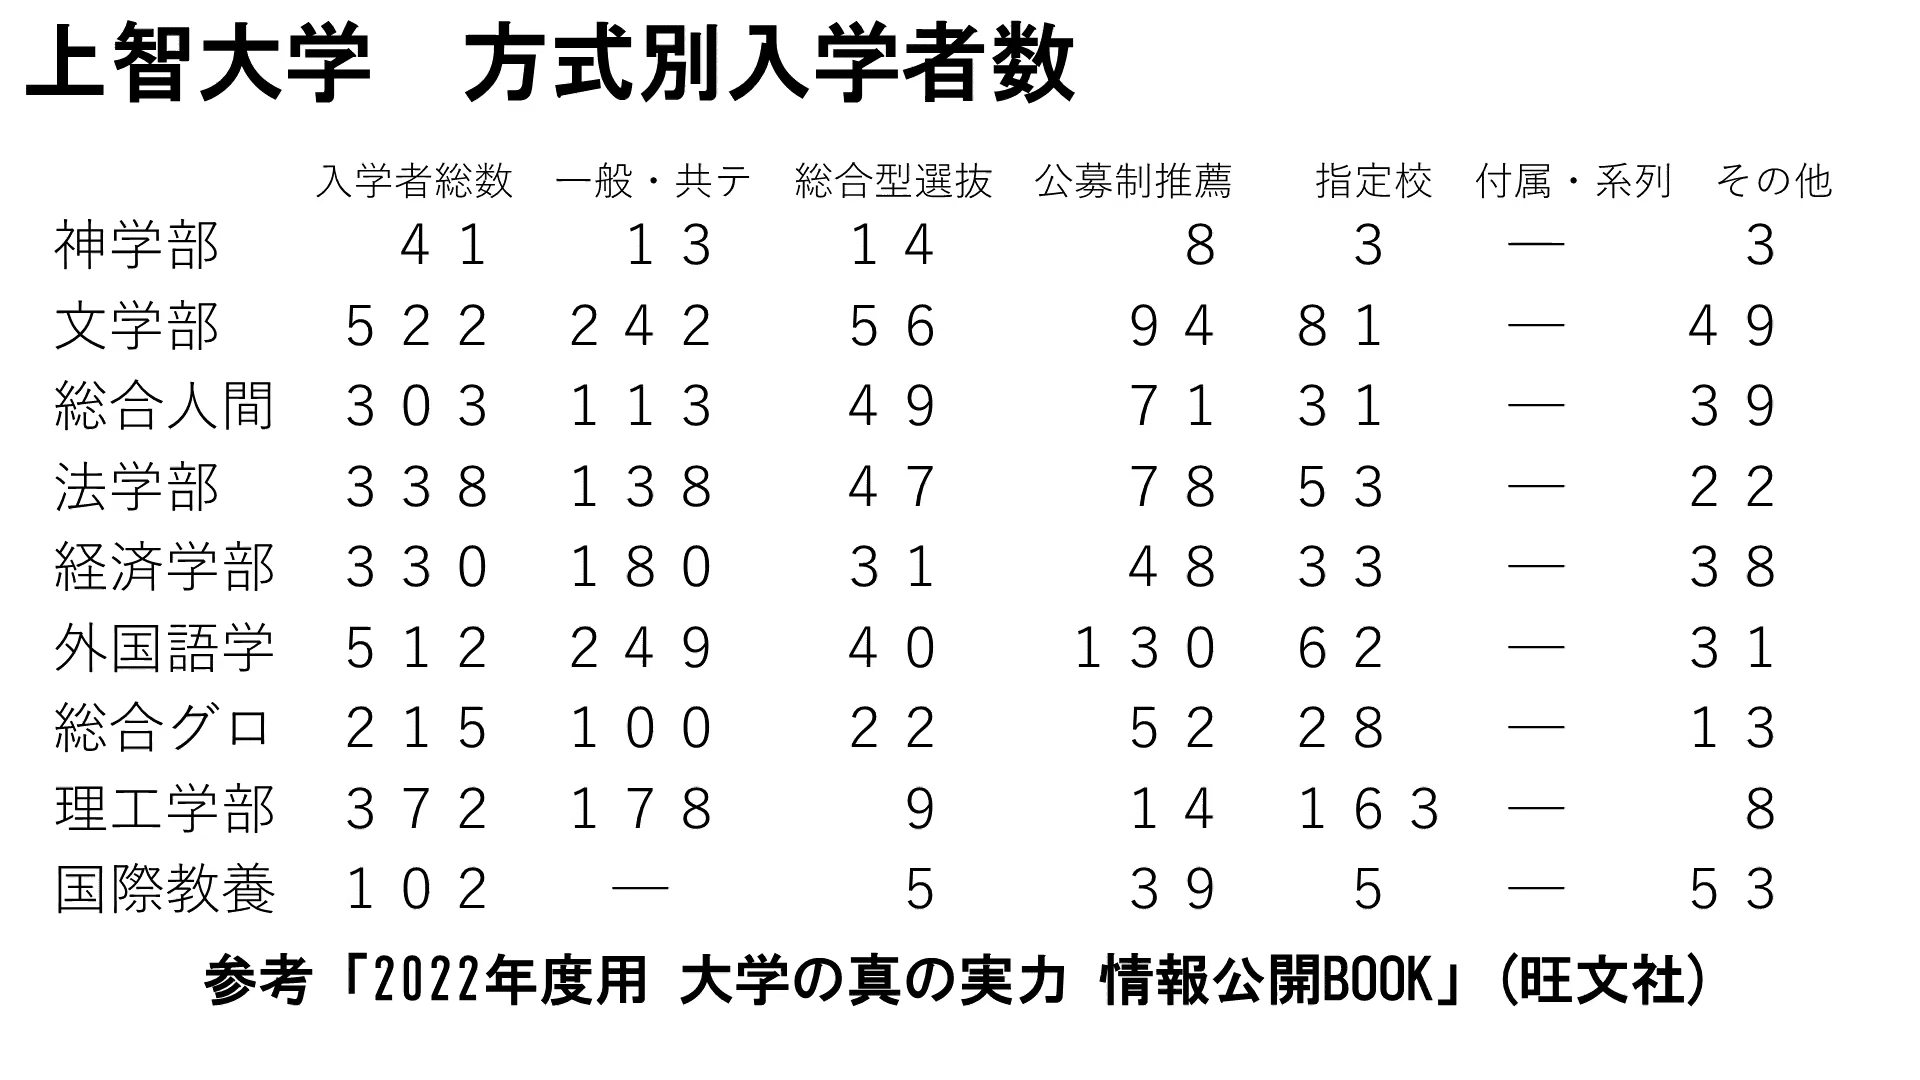 上智大学　方式別入学者数
入学者総数 一般・共テ 総合型選抜 公募制推薦 指定校 付属・系列 その他
神学部 ４１ １３ １４ ８ ３ ― ３
文学部 ５２２ ２４２ ５６ ９４ ８１ ― ４９
総合人間 ３０３ １１３ ４９ ７１ ３１ ― ３９
法学部 ３３８ １３８ ４７ ７８ ５３ ― ２２
経済学部 ３３０ １８０ ３１ ４８ ３３ ― ３８
外国語学 ５１２ ２４９ ４０ １３０ ６２ ― ３１
総合グロ ２１５ １００ ２２ ５２ ２８ ― １３
理工学部 ３７２ １７８ ９ １４ １６３ ― ８
国際教養 １０２ ― ５ ３９ ５ ― ５３
参考「2022年度用 大学の真の実力 情報公開BOOK」(旺文社)